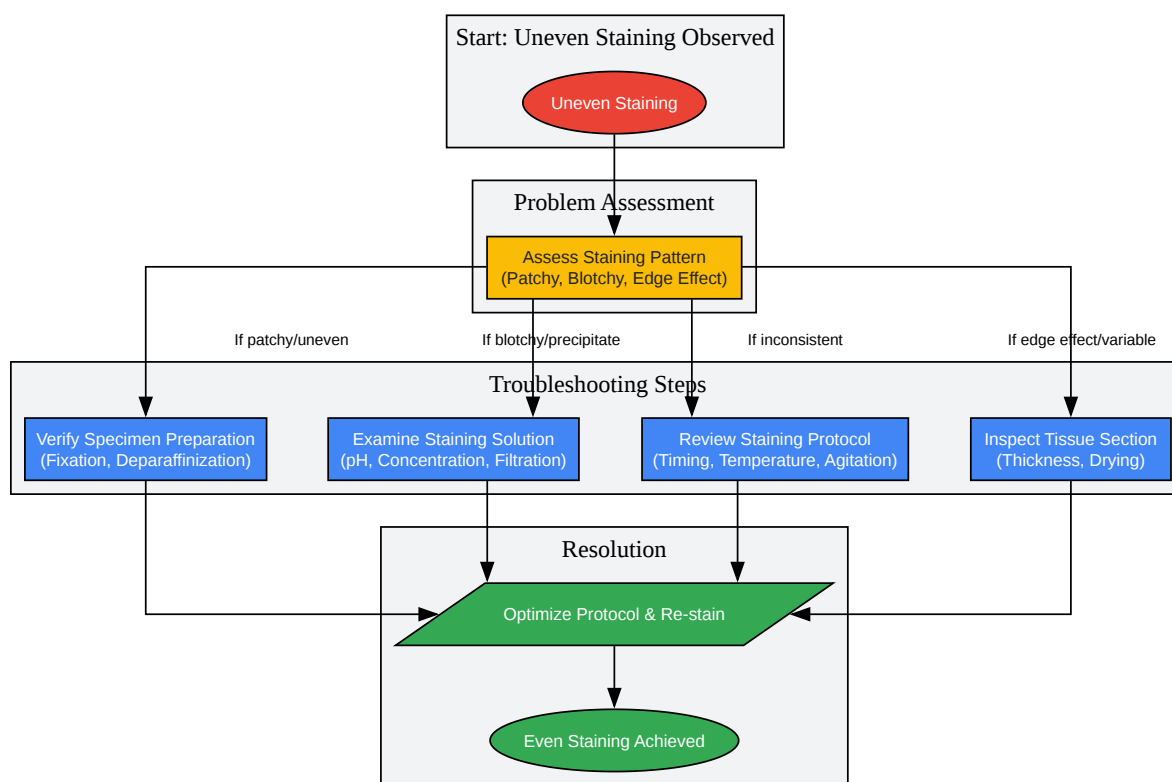 Start: Uneven Staining Observed
Uneven Staining
Problem Assessment
Assess Staining Pattern
(Patchy, Blotchy, Edge Effect)
If patchy/uneven
If blotchy/precipitate
If inconsistent
If edge effect/variable
Troubleshooting Steps
Verify Specimen Preparation
(Fixation, Deparaffinization)
Examine Staining Solution
(pH, Concentration, Filtration)
Review Staining Protocol
(Timing, Temperature, Agitation)
Inspect Tissue Section
(Thickness, Drying)
Resolution
Optimize Protocol & Re-stain
Even Staining Achieved